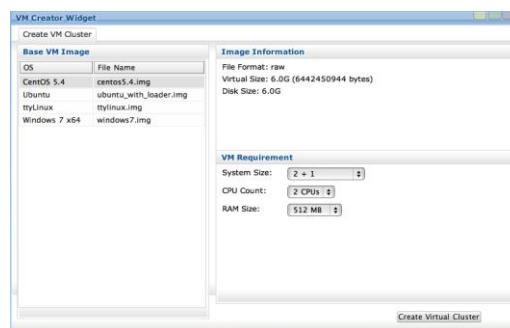 VM Creator Widget
Create VM Cluster
Base VM Image
OS File Name
CentOS 5.4 centos5.4.img
Ubuntu ubuntu_with_loader.img
ttyLinux ttylinux.img
Windows 7 x64 windows7.img
Image Information
File Format: raw
Virtual Size: 6.0G (6442450944 bytes)
Disk Size: 6.0G
VM Requirement
System Size: 2 + 1
CPU Count: 2 CPUs
RAM Size: 512 MB
Create Virtual Cluster